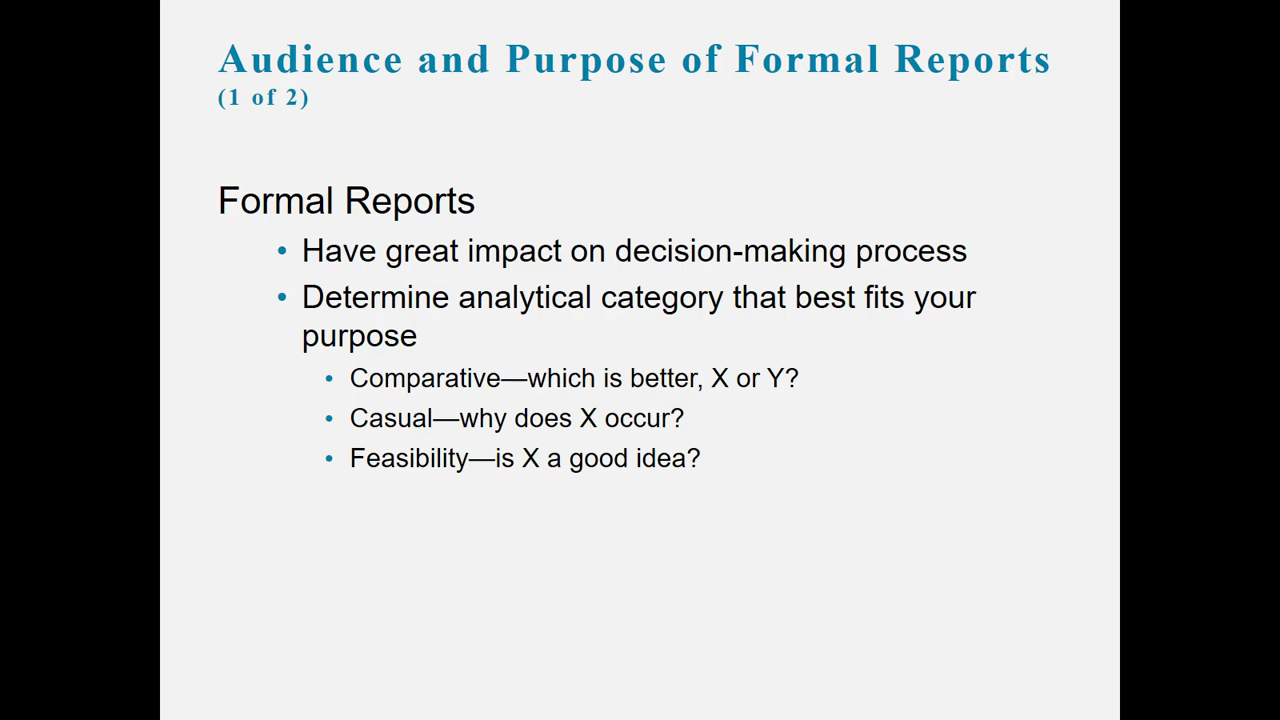 Audience and Purpose of Formal Reports
(1 of 2)
Formal Reports
• Have great impact on decision-making process
• Determine analytical category that best fits your
purpose
• Comparative—which is better, X or Y?
• Casual—why does X occur?
• Feasibility—is X a good idea?